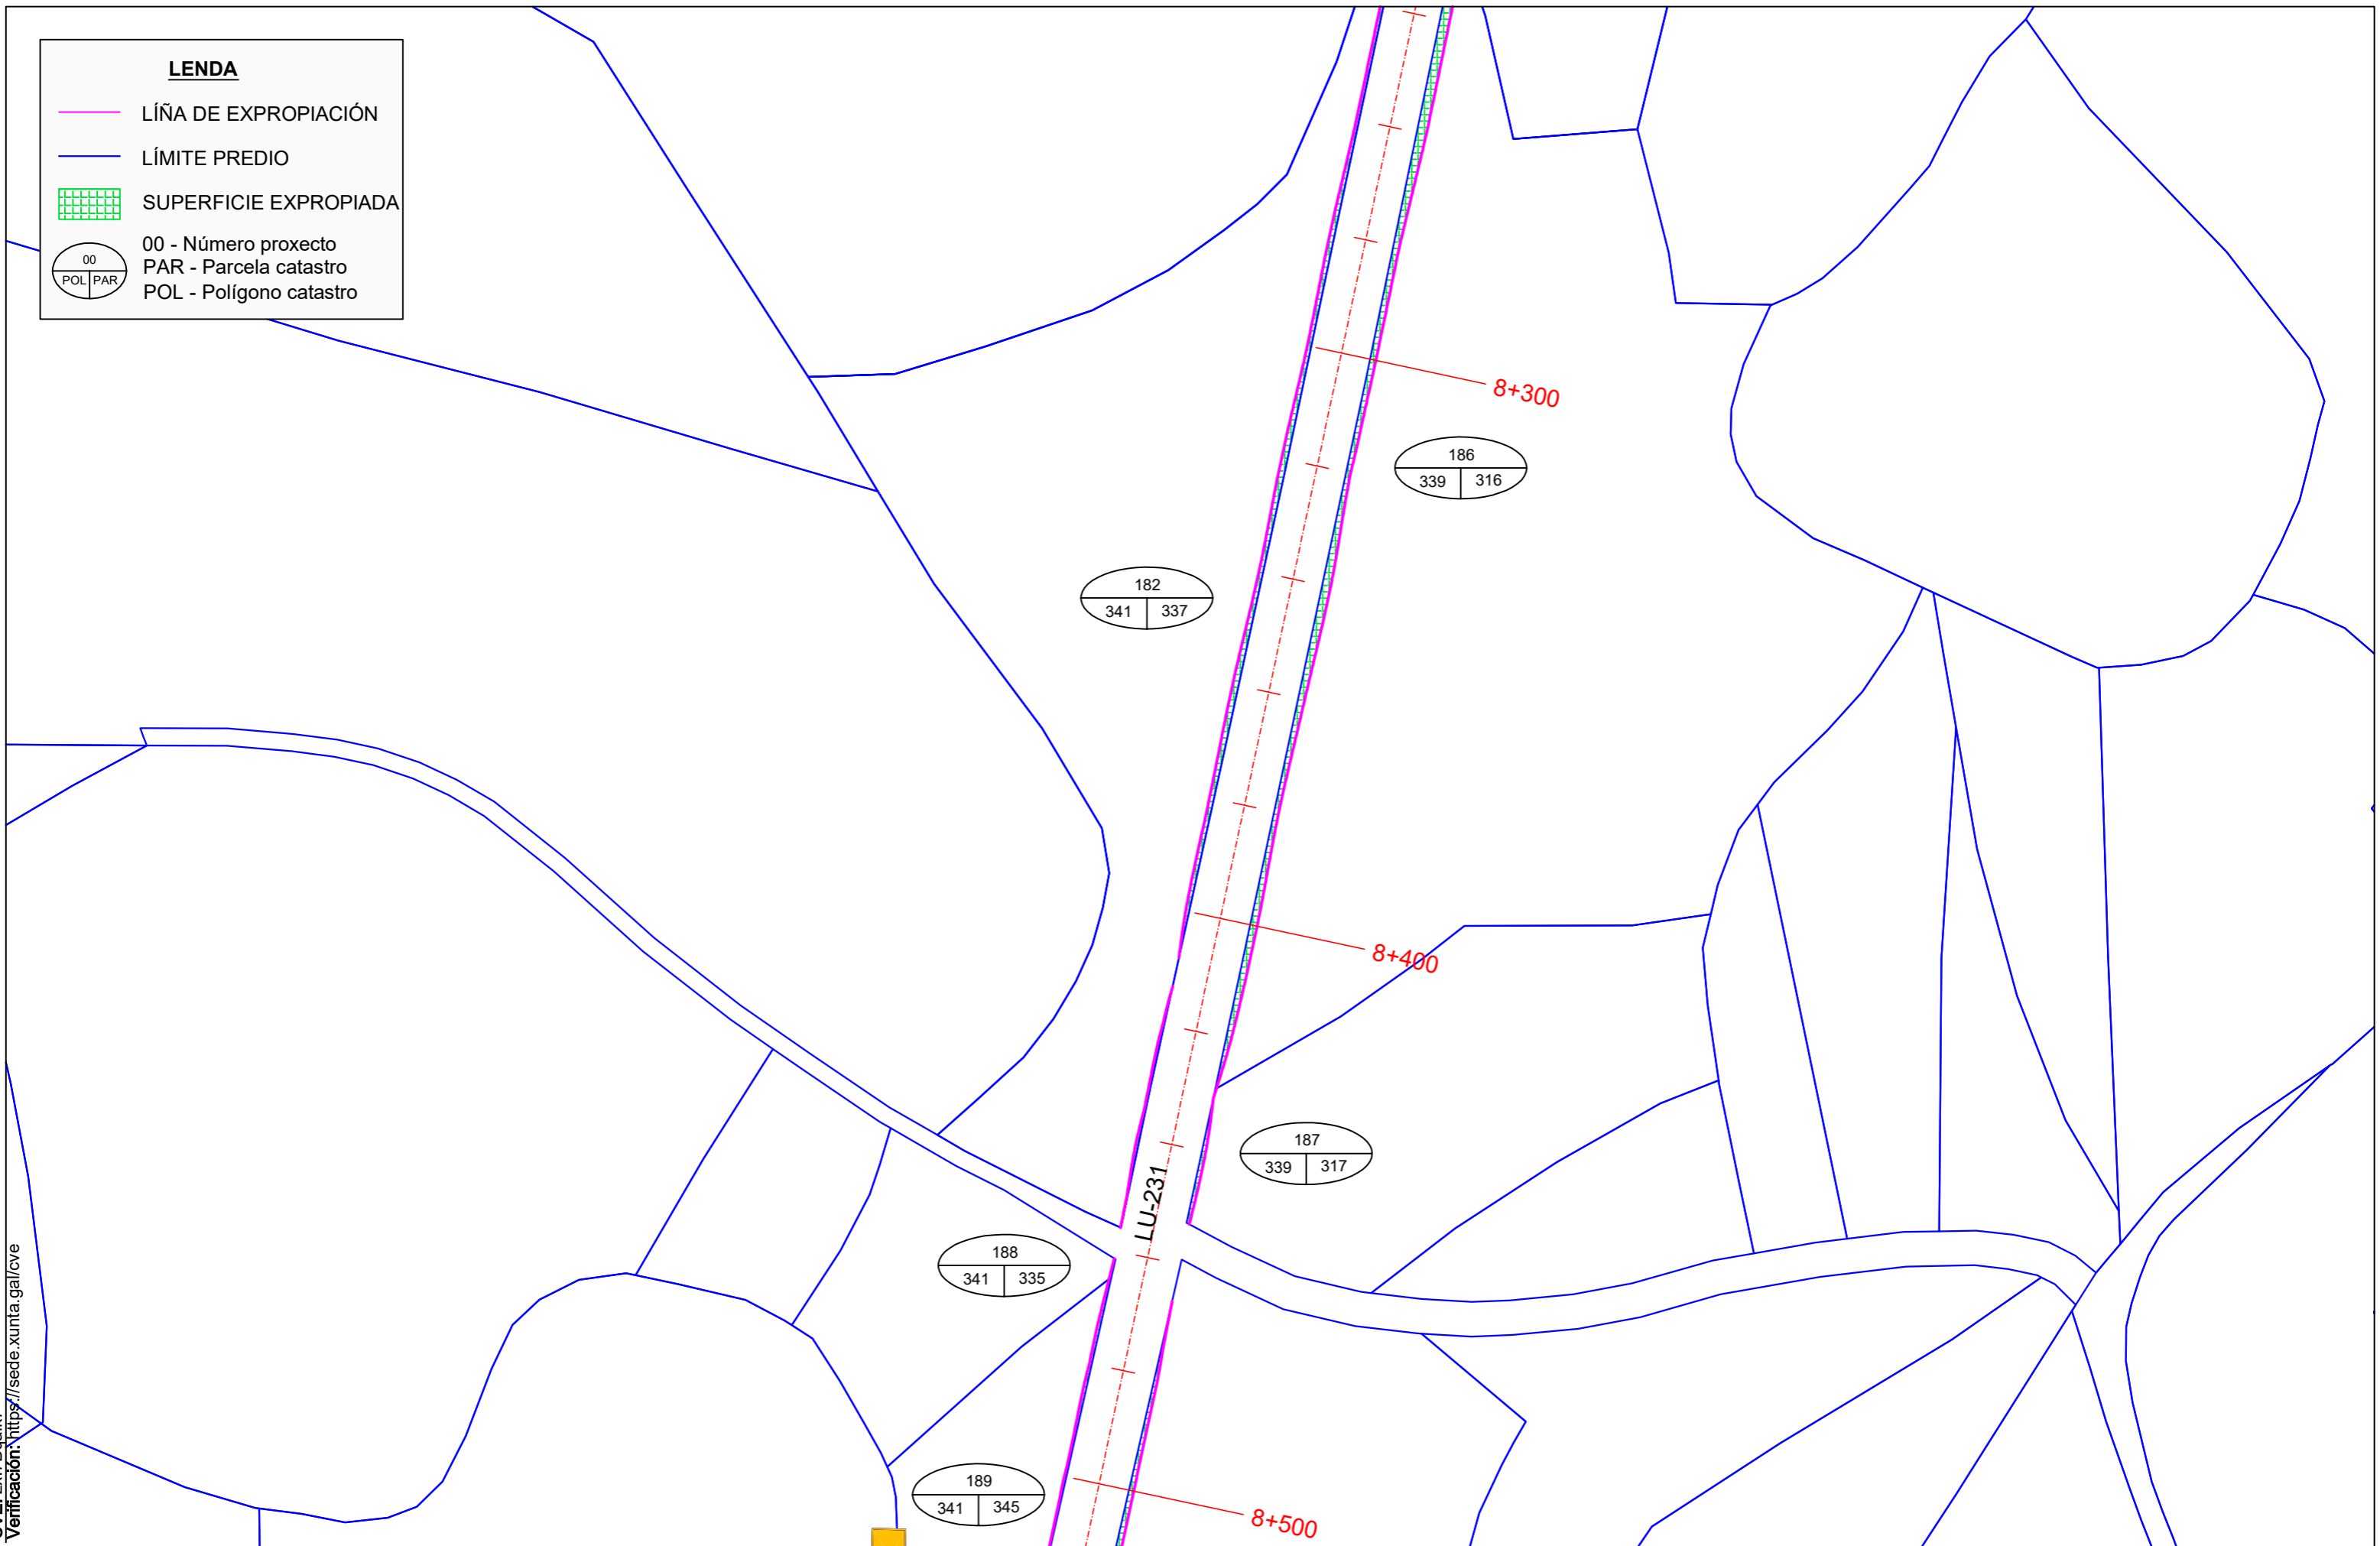 LENDA
LÍÑA DE EXPROPIACIÓN
LÍMITE PREDIO
SUPERFICIE EXPROPIADA
00
POL PAR
00 - Número proxecto
PAR - Parcela catastro
POL - Polígono catastro
8+300
186
339 316
182
341 337
8+400
187
339 317
LU-231
188
341 335
189
341 345
8+500
Verificación: https://sede.xunta.gal/cve